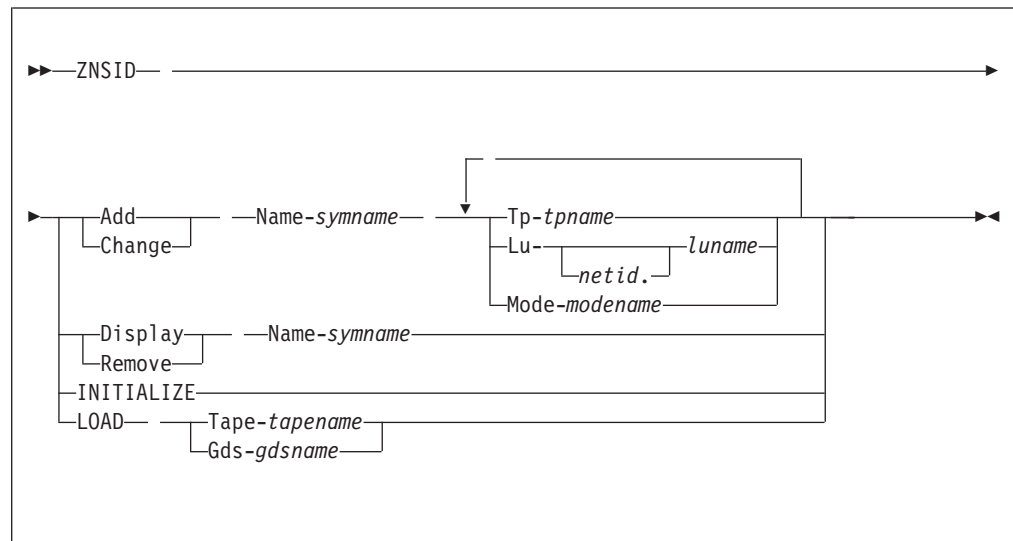 ZNSID
Add Name-symname Tp-tpname
Change Lu- luname
netid.
Mode-modename
Display Name-symname
Remove
INITIALIZE
LOAD Tape-tapename
Gds-gdsname